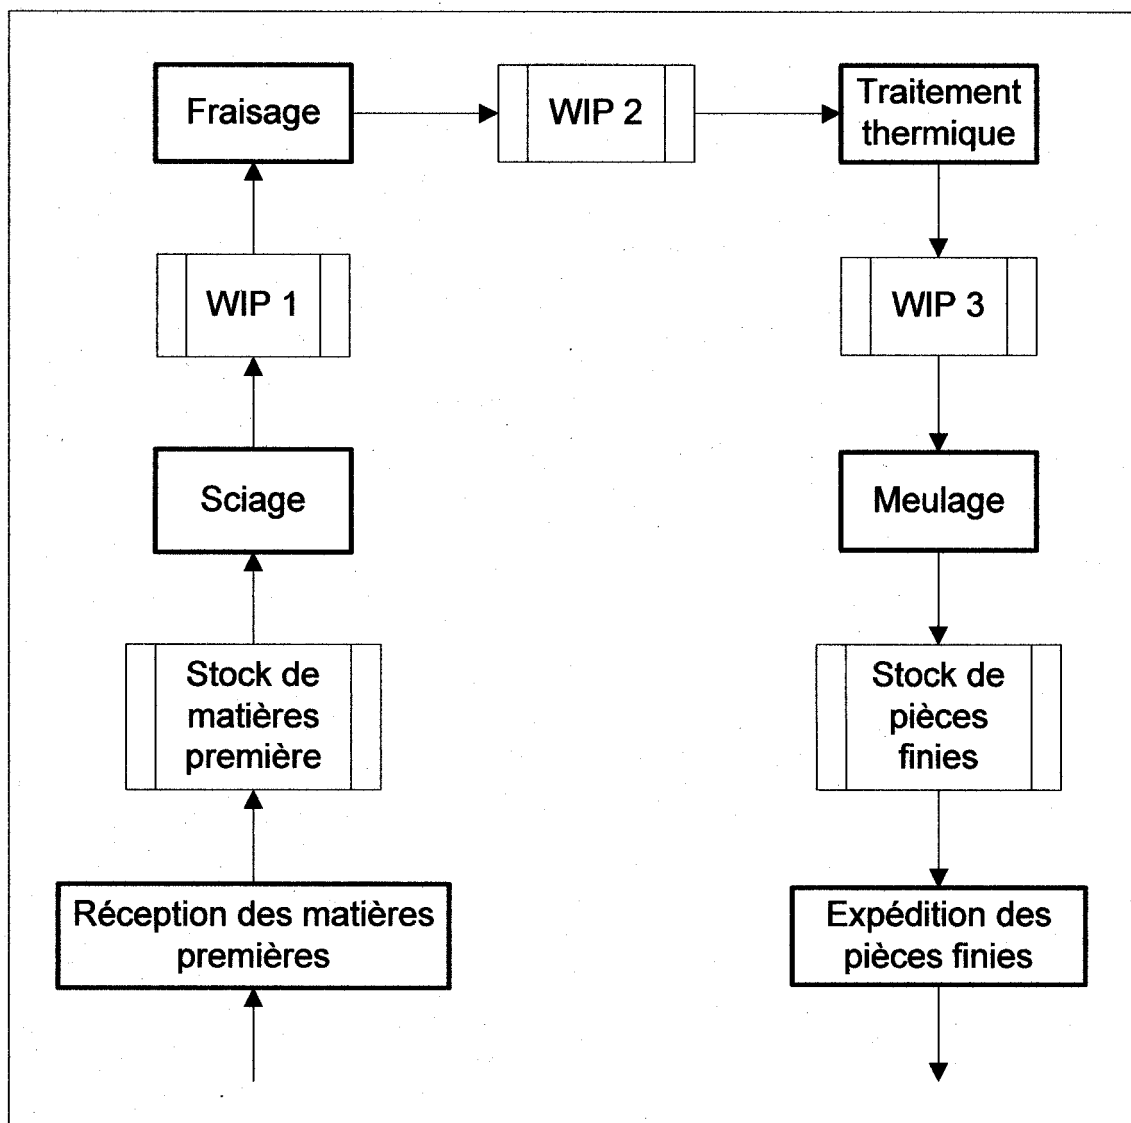 Fraisage
WIP 2
Traitement
thermique
WIP 1
WIP 3
Sciage
Meulage
Stock de
matières
première
Stock de
pièces
finies
Réception des matières
premières
Expédition des
pièces finies